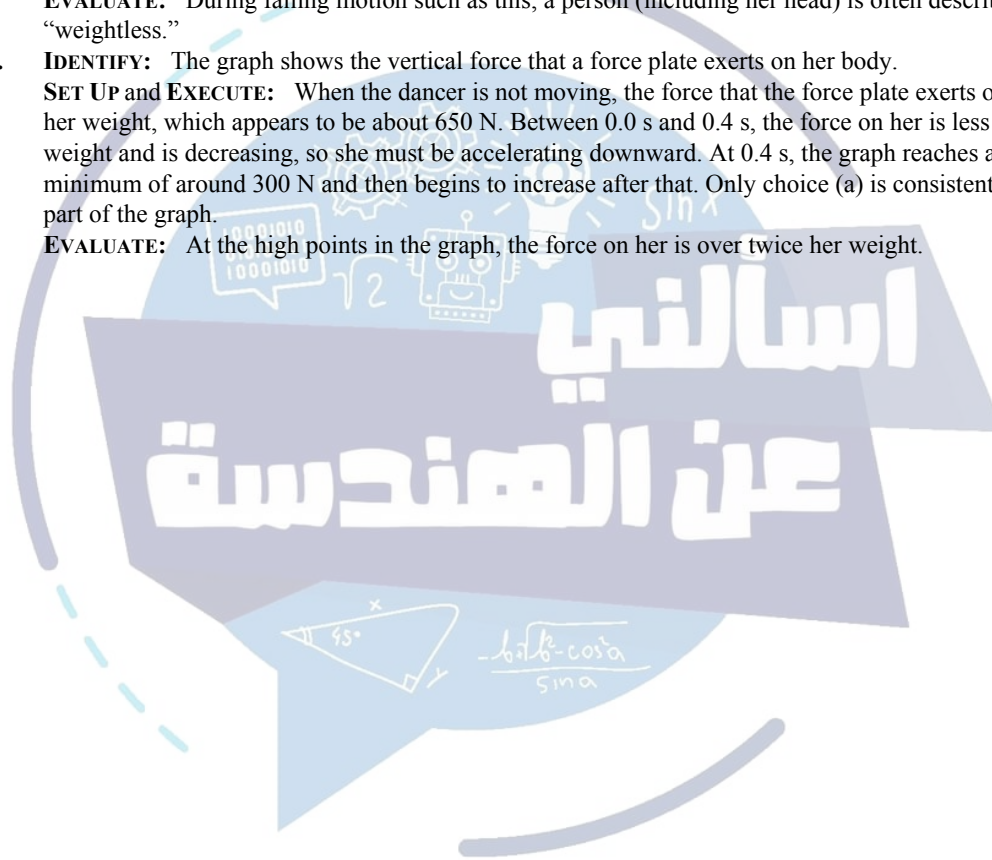 EVALUATE: During falling motion such as this, a person (including her head) is often
“weightless.”
. IDENTIFY: The graph shows the vertical force that a force plate exerts on her body.
SET UP and EXECUTE: When the dancer is not moving, the force that the force plate exerts
her weight, which appears to be about 650 N. Between 0.0 s and 0.4 s, the force on her is less
weight and is decreasing, so she must be accelerating downward. At 0.4 s, the graph reaches a
minimum of around 300 N and then begins to increase after that. Only choice (a) is consistent
part of the graph.
EVALUATE: At the high points in the graph, the force on her is over twice her weight.
sin x
10001010
√2
اسألني
عن الهندسة
x
45°
y
sin a